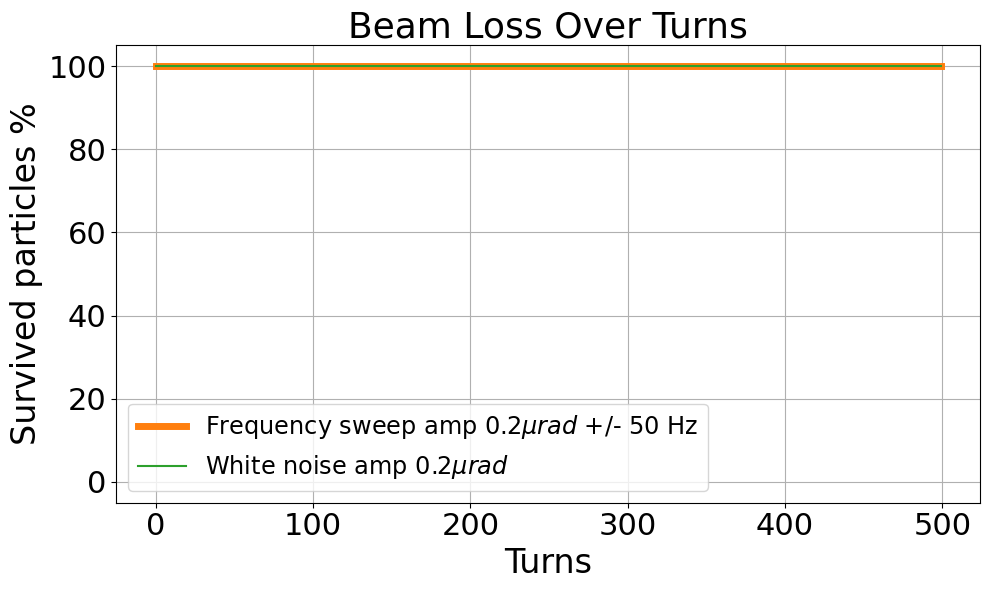 Beam Loss Over Turns
Survived particles %
100
80
60
40
20
0
Frequency sweep amp 0.2μrad +/- 50 Hz
White noise amp 0.2μrad
0 100 200 300 400 500
Turns